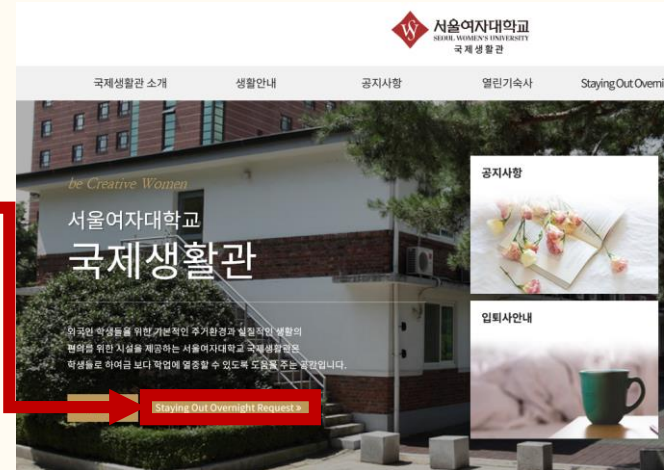 서울여자대학교
SEOUL WOMEN'S UNIVERSITY
국제생활관
국제생활관 소개
생활안내
공지사항
열린기숙사
Staying Out Overni
be Creative Women
서울여자대학교
국제생활관
외국인 학생들을 위한 기본적인 주거환경과 실질적인 생활의
편의를 위한 시설을 제공하는 서울여자대학교 국제생활관은
학생들로 하여금 보다 학업에 열중할 수 있도록 도움을 주는 공간입니다.
Staying Out Overnight Request >
공지사항
입퇴사안내